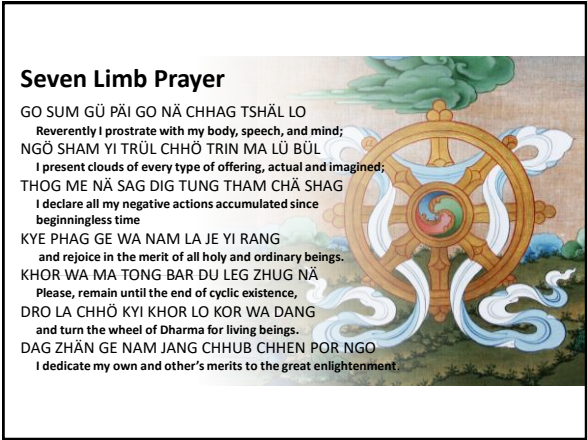 Seven Limb Prayer
GO SUM GÜ PÄI GO NÄ CHHAG TSHÄL LO
Reverently I prostrate with my body, speech, and mind;
NGÖ SHAM YI TRÜL CHHÖ TRIN MA LÜ BÜL
I present clouds of every type of offering, actual and imagined;
THOG ME NÄ SAG DIG TUNG THAM CHÄ SHAG
I declare all my negative actions accumulated since
beginningless time
KYE PHAG GE WA NAM LA JE YI RANG
and rejoice in the merit of all holy and ordinary beings.
KHOR WA MA TONG BAR DU LEG ZHUG NÄ
Please, remain until the end of cyclic existence,
DRO LA CHHÖ KYI KHOR LO KOR WA DANG
and turn the wheel of Dharma for living beings.
DAG ZHÄN GE NAM JANG CHHUB CHHEN POR NGO
I dedicate my own and other’s merits to the great enlightenment.